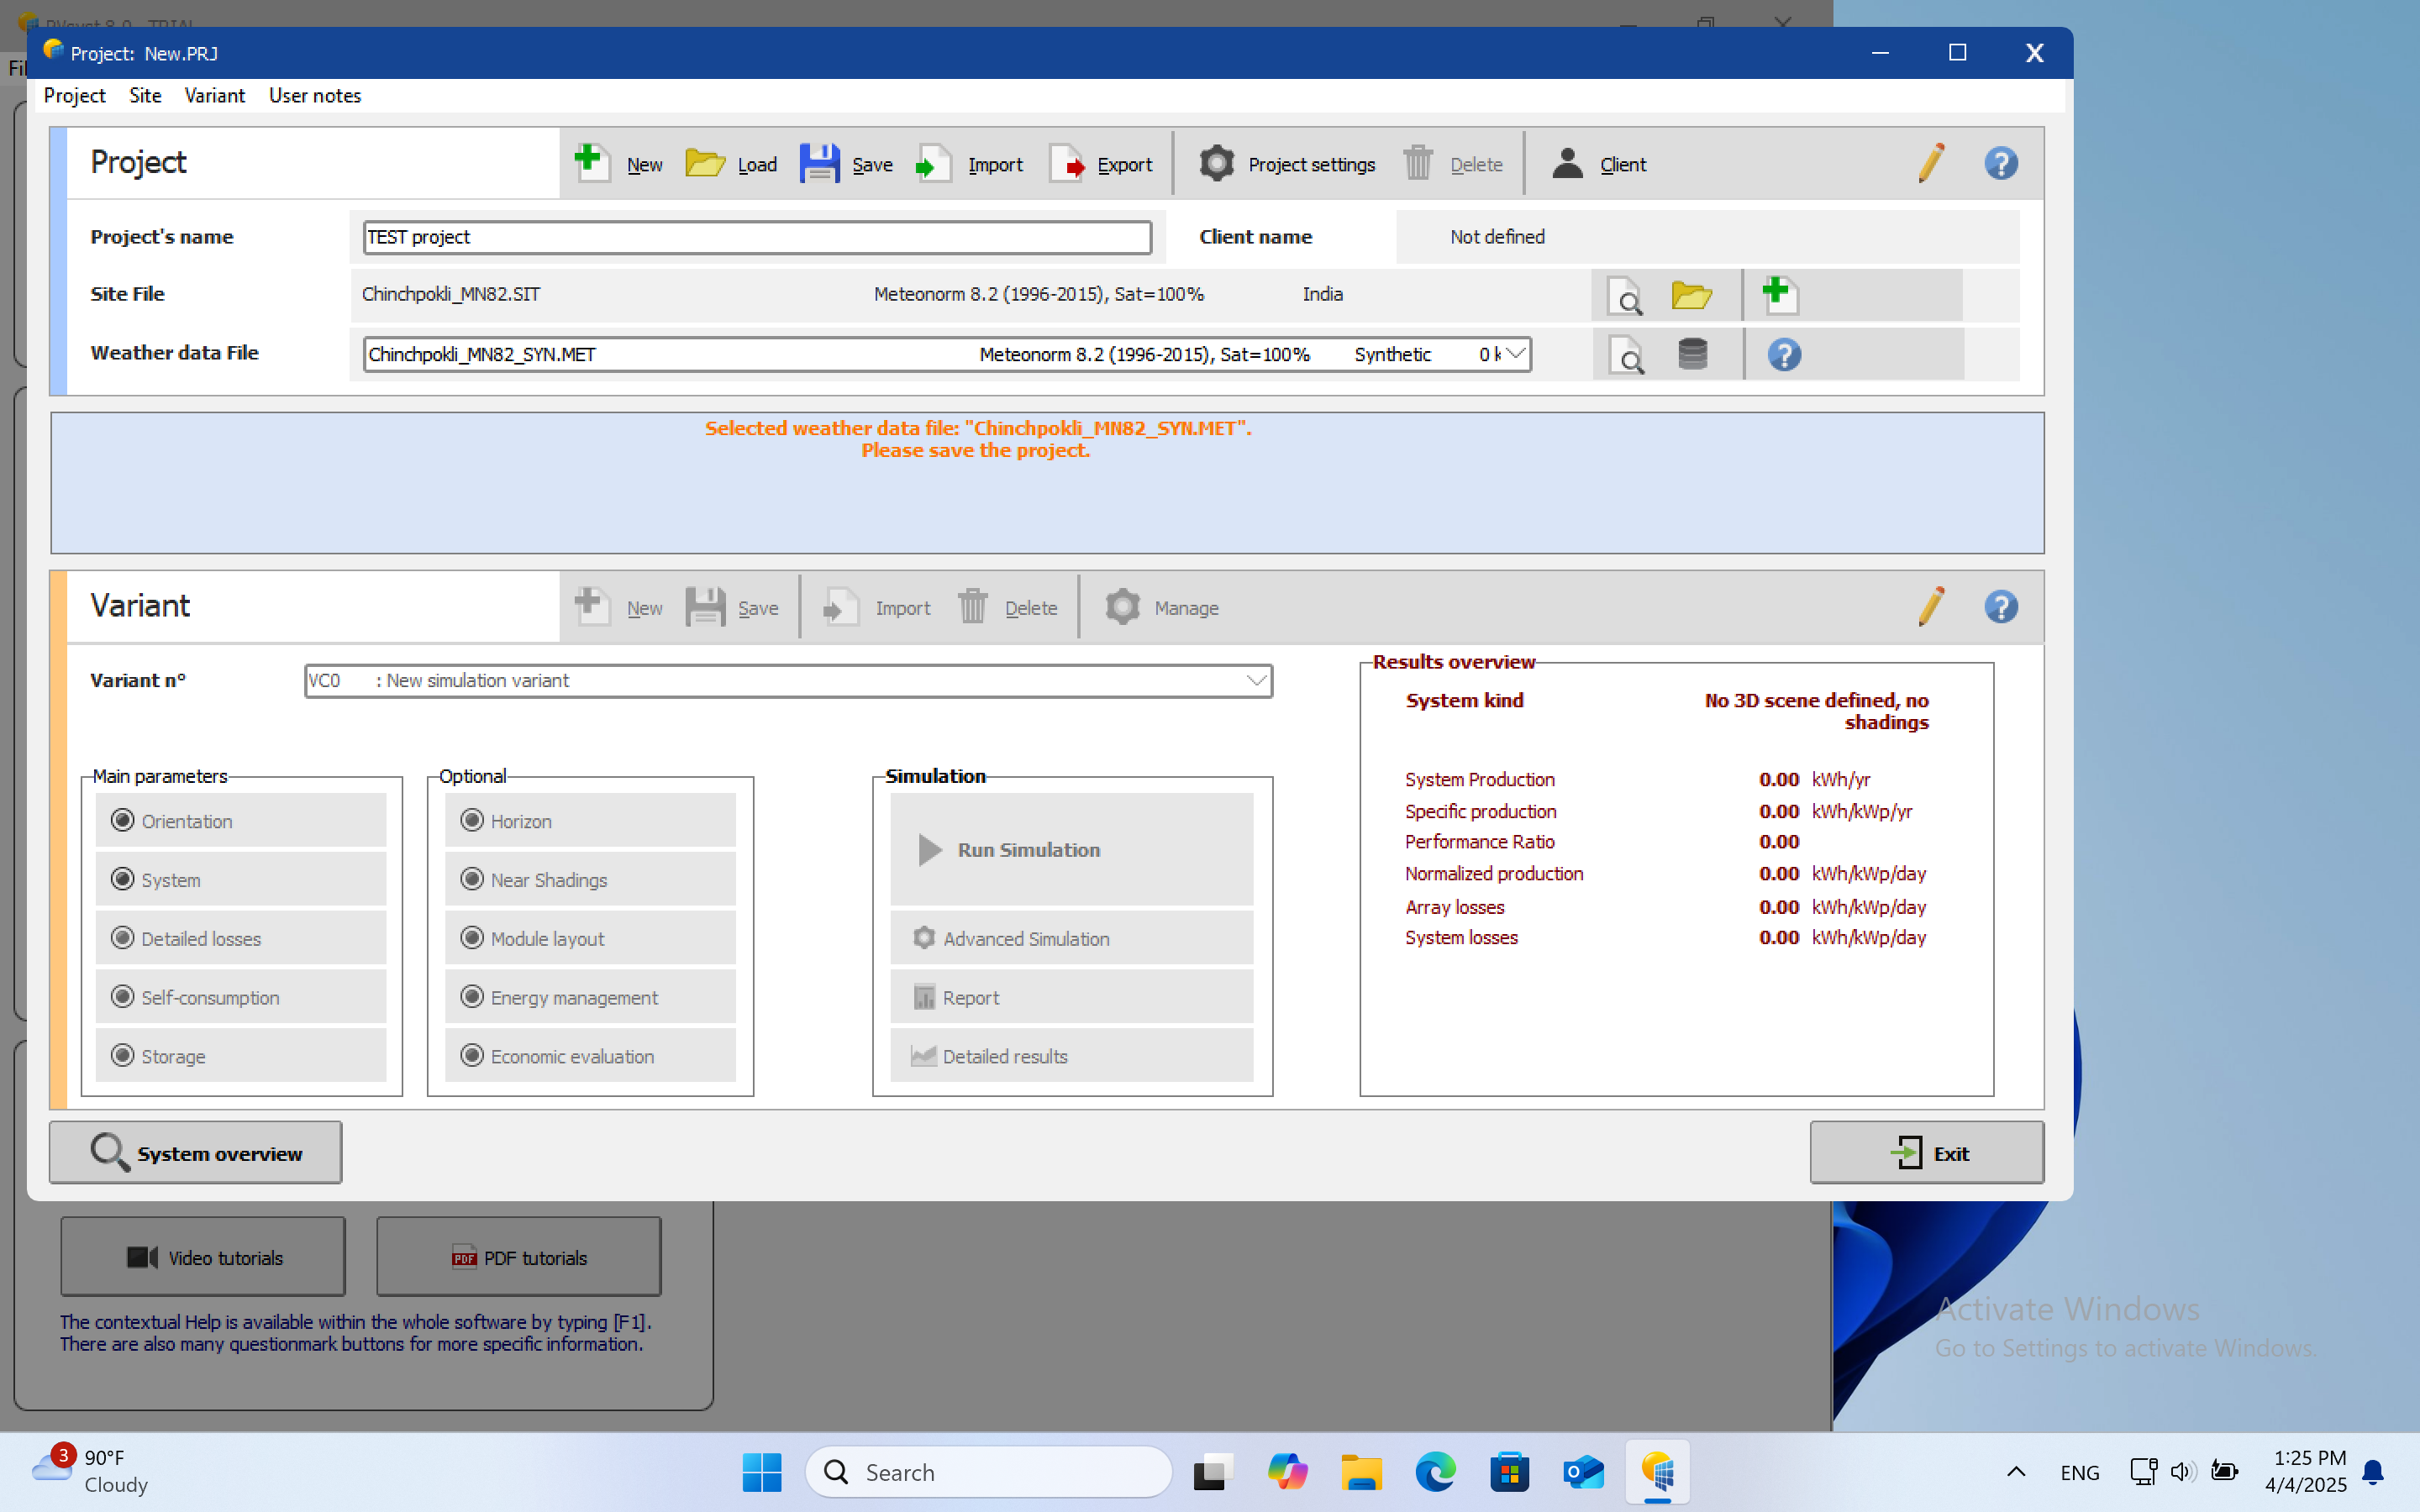 PVsyst 8.0 - TRIAL
Project: New.PRJ
Fil
Project Site Variant User notes
Project
New Load Save Import Export Project settings Delete Client
Project's name TEST project Client name Not defined
Site File Chinchpokli_MN82.SIT Meteonorm 8.2 (1996-2015), Sat=100% India
Weather data File Chinchpokli_MN82_SYN.MET Meteonorm 8.2 (1996-2015), Sat=100% Synthetic 0 k
Selected weather data file: "Chinchpokli_MN82_SYN.MET".
Please save the project.
Variant
New Save Import Delete Manage
Variant n° VC0 : New simulation variant
Main parameters
Orientation
System
Detailed losses
Self-consumption
Storage
Optional
Horizon
Near Shadings
Module layout
Energy management
Economic evaluation
Simulation
Run Simulation
Advanced Simulation
Report
Detailed results
Results overview
System kind No 3D scene defined, no
shadings
System Production 0.00 kWh/yr
Specific production 0.00 kWh/kWp/yr
Performance Ratio 0.00
Normalized production 0.00 kWh/kWp/day
Array losses 0.00 kWh/kWp/day
System losses 0.00 kWh/kWp/day
System overview
Exit
Video tutorials
PDF PDF tutorials
The contextual Help is available within the whole software by typing [F1].
There are also many questionmark buttons for more specific information.
Activate Windows
Go to Settings to activate Windows.
3
90°F
Cloudy
Search
ENG
1:25 PM
4/4/2025